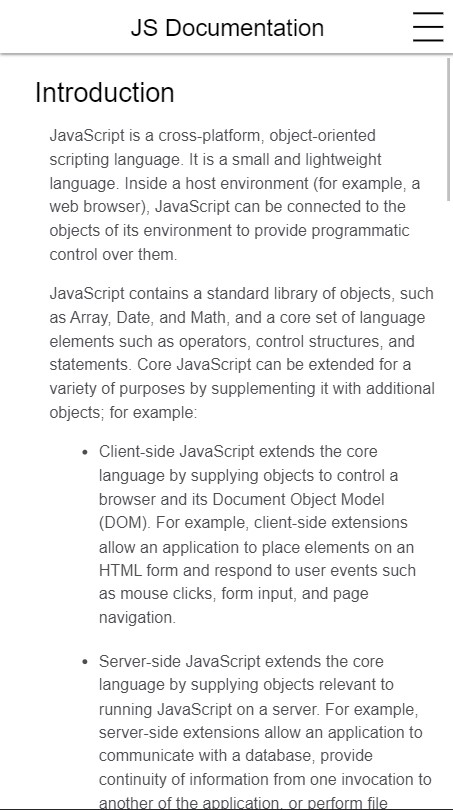 JS Documentation
Introduction
JavaScript is a cross-platform, object-oriented
scripting language. It is a small and lightweight
language. Inside a host environment (for example, a
web browser), JavaScript can be connected to the
objects of its environment to provide programmatic
control over them.
JavaScript contains a standard library of objects, such
as Array, Date, and Math, and a core set of language
elements such as operators, control structures, and
statements. Core JavaScript can be extended for a
variety of purposes by supplementing it with additional
objects; for example:
• Client-side JavaScript extends the core
language by supplying objects to control a
browser and its Document Object Model
(DOM). For example, client-side extensions
allow an application to place elements on an
HTML form and respond to user events such
as mouse clicks, form input, and page
navigation.
• Server-side JavaScript extends the core
language by supplying objects relevant to
running JavaScript on a server. For example,
server-side extensions allow an application to
communicate with a database, provide
continuity of information from one invocation to
another of the application, or perform file